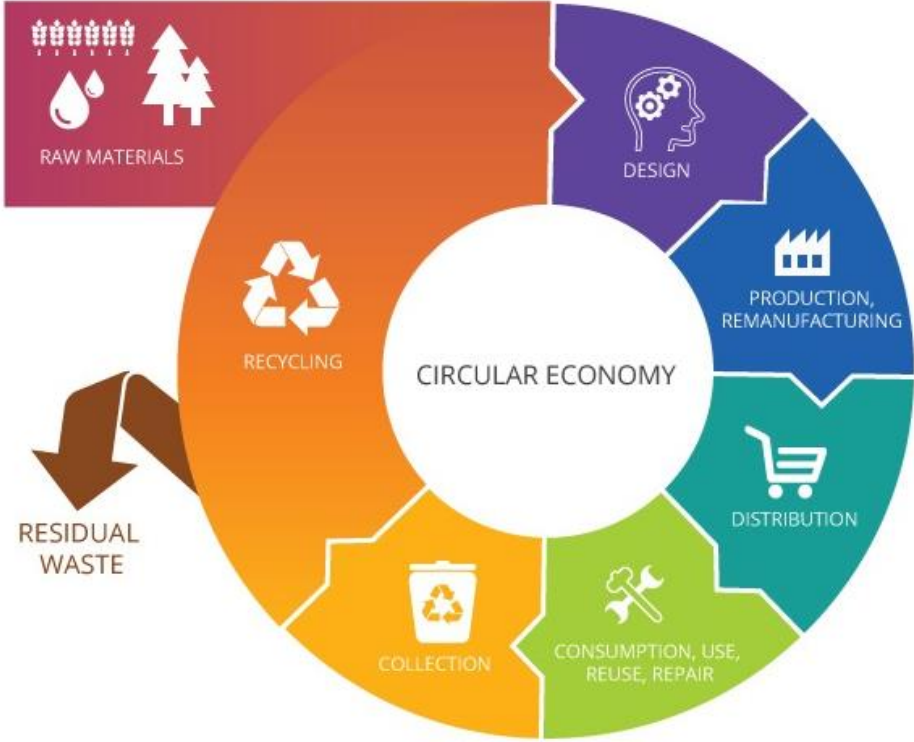 RAW MATERIALS
DESIGN
PRODUCTION,
REMANUFACTURING
RECYCLING
CIRCULAR ECONOMY
DISTRIBUTION
RESIDUAL
WASTE
CONSUMPTION, USE,
REUSE, REPAIR
COLLECTION